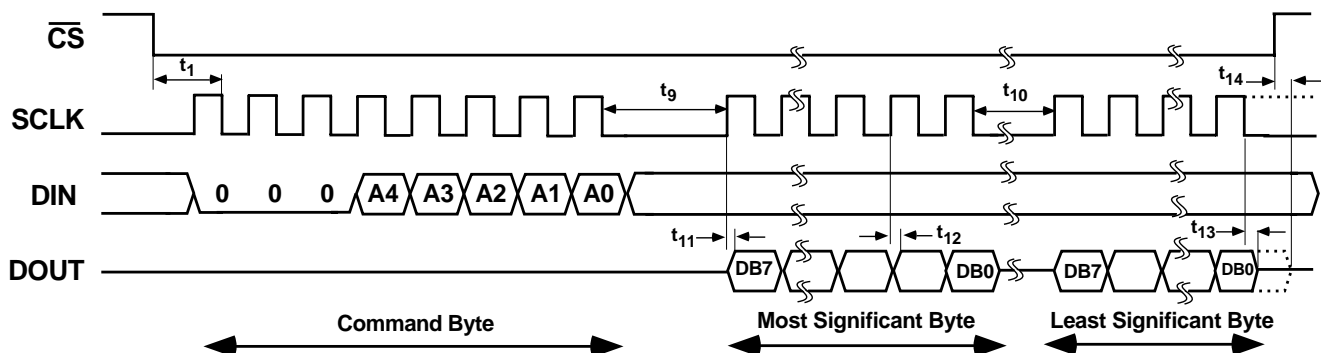 CS
t1
t14
t9
t10
SCLK
DIN
0 0 0 A4 A3 A2 A1 A0
t11
t12
t13
DOUT
DB7 DB0 DB7 DB0
Command Byte
Most Significant Byte
Least Significant Byte